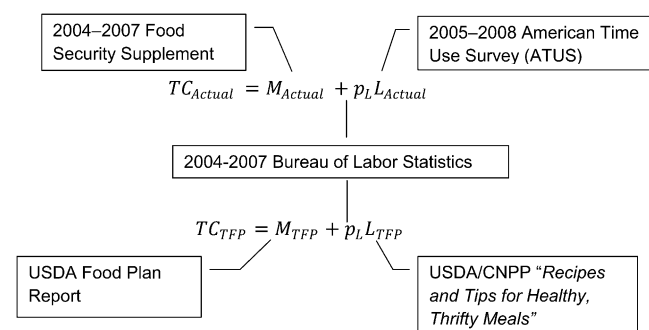 2004–2007 Food
Security Supplement
2005–2008 American Time
Use Survey (ATUS)
TC_Actual = M_Actual + p_L L_Actual
2004-2007 Bureau of Labor Statistics
TC_TFP = M_TFP + p_L L_TFP
USDA Food Plan
Report
USDA/CNPP “Recipes
and Tips for Healthy,
Thrifty Meals”